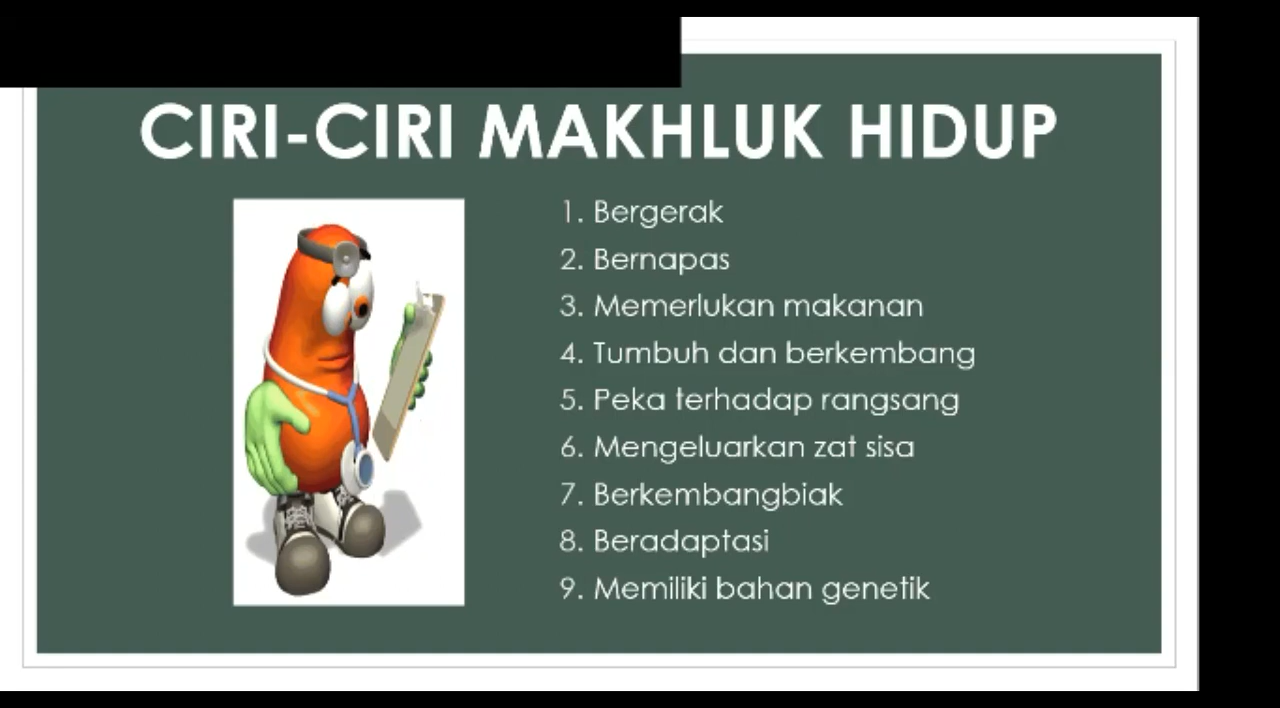 CIRI-CIRI MAKHLUK HIDUP
1. Bergerak
2. Bernapas
3. Memerlukan makanan
4. Tumbuh dan berkembang
5. Peka terhadap rangsang
6. Mengeluarkan zat sisa
7. Berkembangbiak
8. Beradaptasi
9. Memiliki bahan genetik